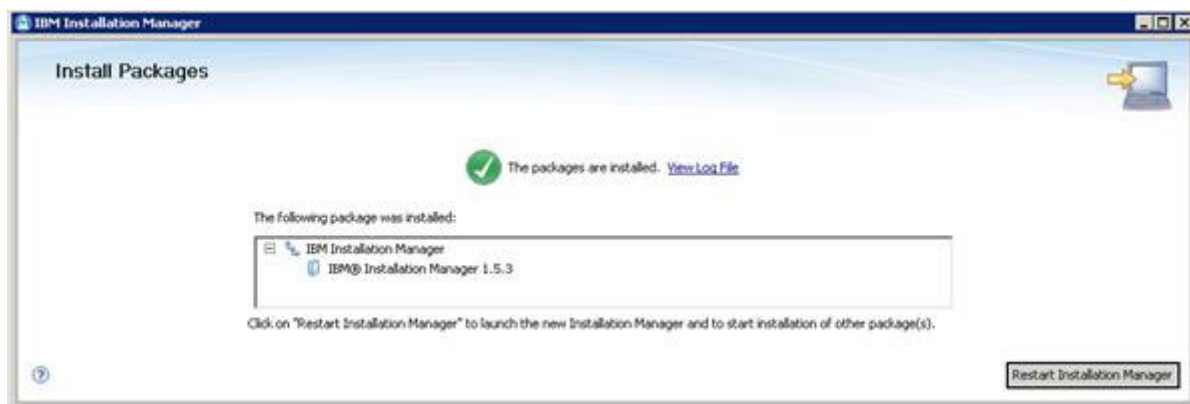 IBM Installation Manager
Install Packages
The packages are installed. View Log File
The following package was installed:
IBM Installation Manager
IBM® Installation Manager 1.5.3
Click on "Restart Installation Manager" to launch the new Installation Manager and to start installation of other package(s).
?
Restart Installation Manager